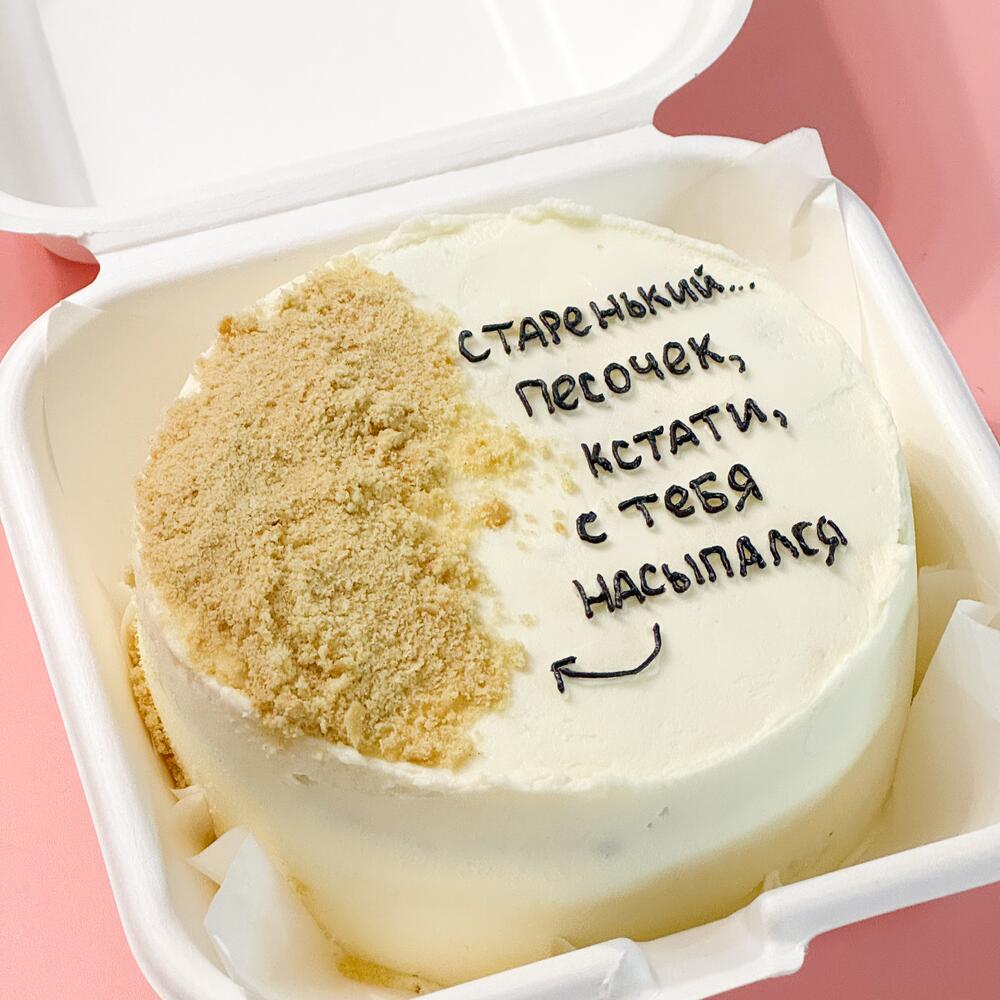 СТАРЕНЬКИЙ...
ПЕСОЧЕК,
КСТАТИ,
С ТЕБЯ
НАСЫПАЛСЯ